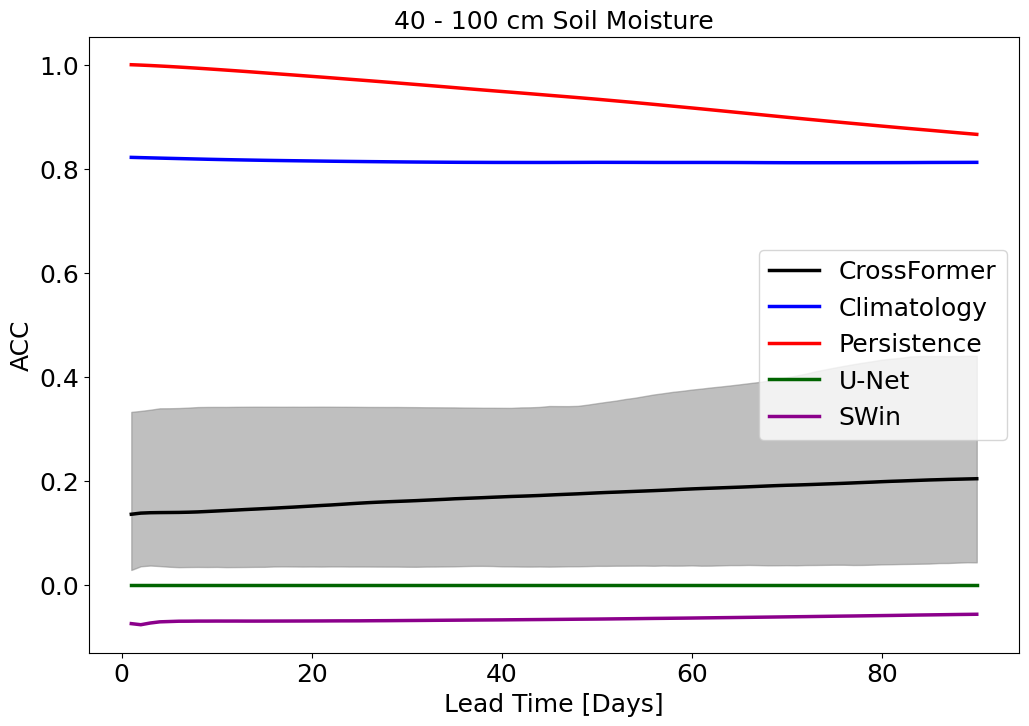 40 - 100 cm Soil Moisture
ACC
1.0
0.8
0.6
0.4
0.2
0.0
CrossFormer
Climatology
Persistence
U-Net
SWin
0
20
40
60
80
Lead Time [Days]